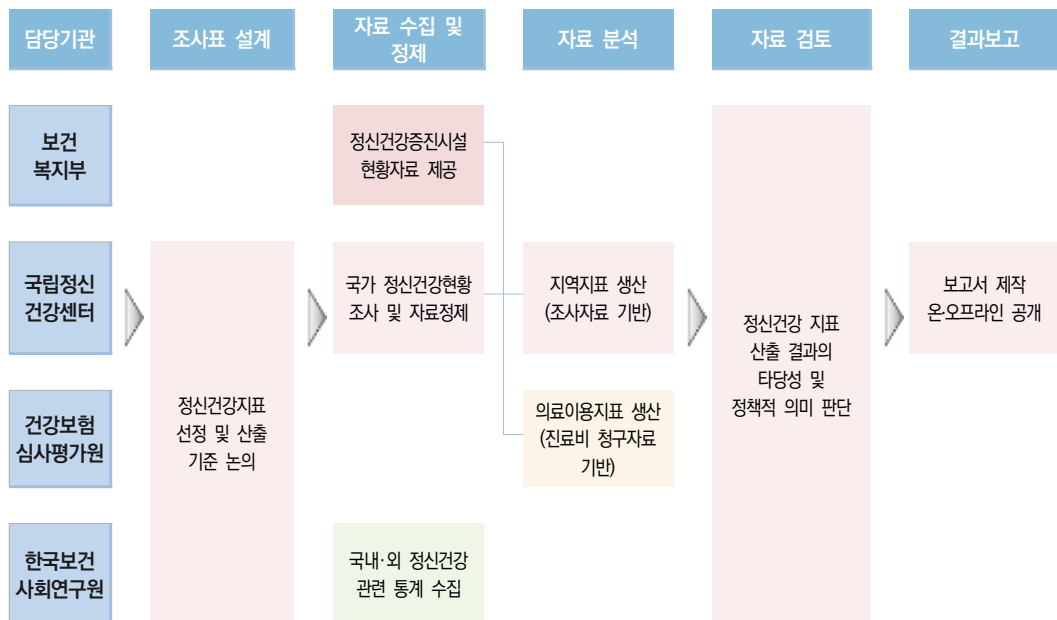 담당기관
조사표 설계
자료 수집 및
정제
자료 분석
자료 검토
결과보고
보건
복지부
정신건강증진시설
현황자료 제공
국립정신
건강센터
국가 정신건강현황
조사 및 자료정제
지역지표 생산
(조사자료 기반)
보고서 제작
온·오프라인 공개
정신건강 지표
산출 결과의
타당성 및
정책적 의미 판단
정신건강지표
선정 및 산출
기준 논의
건강보험
심사평가원
의료이용지표 생산
(진료비 청구자료
기반)
한국보건
사회연구원
국내·외 정신건강
관련 통계 수집